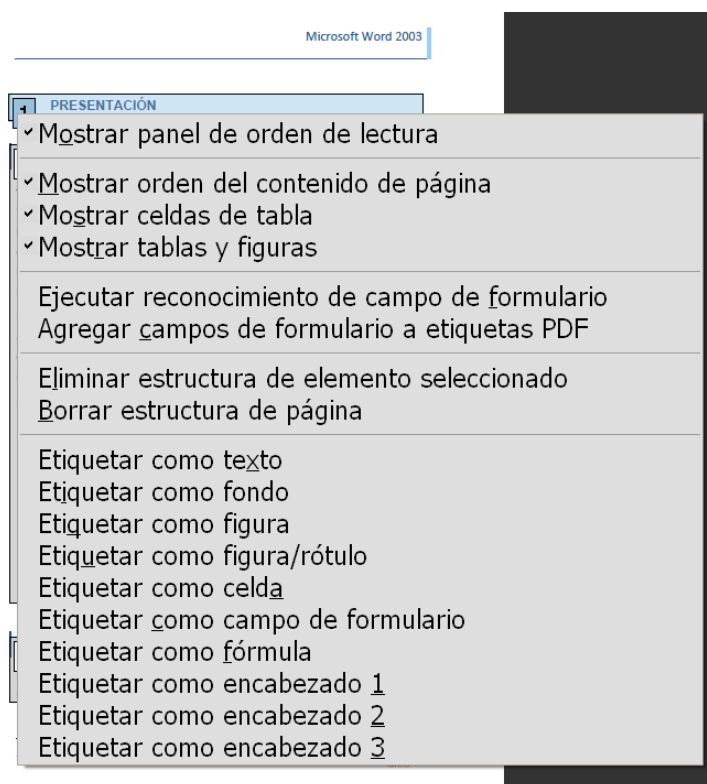 Microsoft Word 2003
1 PRESENTACIÓN
Mostrar panel de orden de lectura
Mostrar orden del contenido de página
Mostrar celdas de tabla
Mostrar tablas y figuras
Ejecutar reconocimiento de campo de formulario
Agregar campos de formulario a etiquetas PDF
Eliminar estructura de elemento seleccionado
Borrar estructura de página
Etiquetar como texto
Etiquetar como fondo
Etiquetar como figura
Etiquetar como figura/rótulo
Etiquetar como celda
Etiquetar como campo de formulario
Etiquetar como fórmula
Etiquetar como encabezado 1
Etiquetar como encabezado 2
Etiquetar como encabezado 3